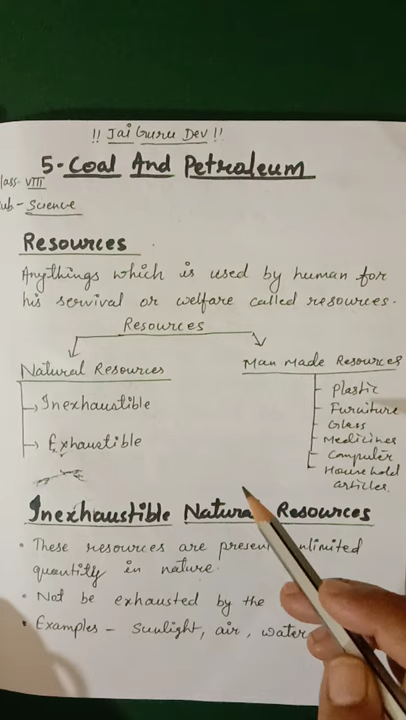 !! Jai Guru Dev !!
5- Coal And Petroleum
lass- VIII
ub - Science
Resources
Anythings which is used by human for
his servival or welfare called resources.
Resources
Natural Resources
Inexhaustible
Exhaustible
Man Made Resources
Plastic
Furniture
Glass
Medicines
Computer
Household
articles.
Inexhaustible Natural Resources
• These resources are present unlimited
quantity in nature.
• Not be exhausted by the
• Examples - Sunlight, air, water